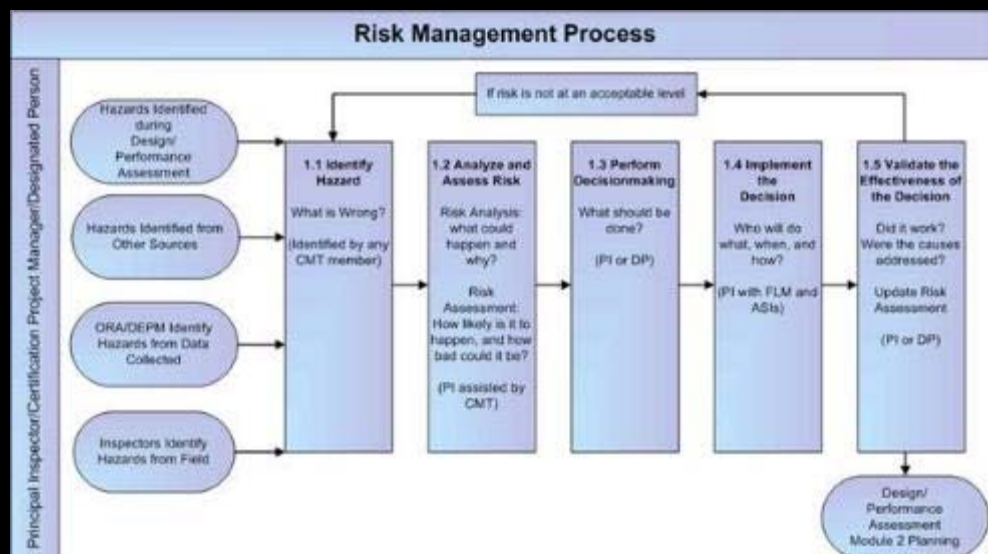 Risk Management Process
Principal Inspector/Certification Project Manager/Designated Person
If risk is not at an acceptable level
Hazards Identified
during
Design/
Performance
Assessment
Hazards Identified from
Other Sources
ORA/DEPM Identify
Hazards from Data
Collected
Inspectors Identify
Hazards from Field
1.1 Identify
Hazard
What is Wrong?
(Identified by any
CMT member)
1.2 Analyze and
Assess Risk
Risk Analysis:
what could
happen and
why?
Risk
Assessment:
How likely is it to
happen, and how
bad could it be?
(PI assisted by
CMT)
1.3 Perform
Decisionmaking
What should be
done?
(PI or DP)
1.4 Implement
the
Decision
Who will do
what, when, and
how?
(PI with FLM and
ASIs)
1.5 Validate the
Effectiveness of
the Decision
Did it work?
Were the causes
addressed?
Update Risk
Assessment
(PI or DP)
Design/
Performance
Assessment
Module 2 Planning